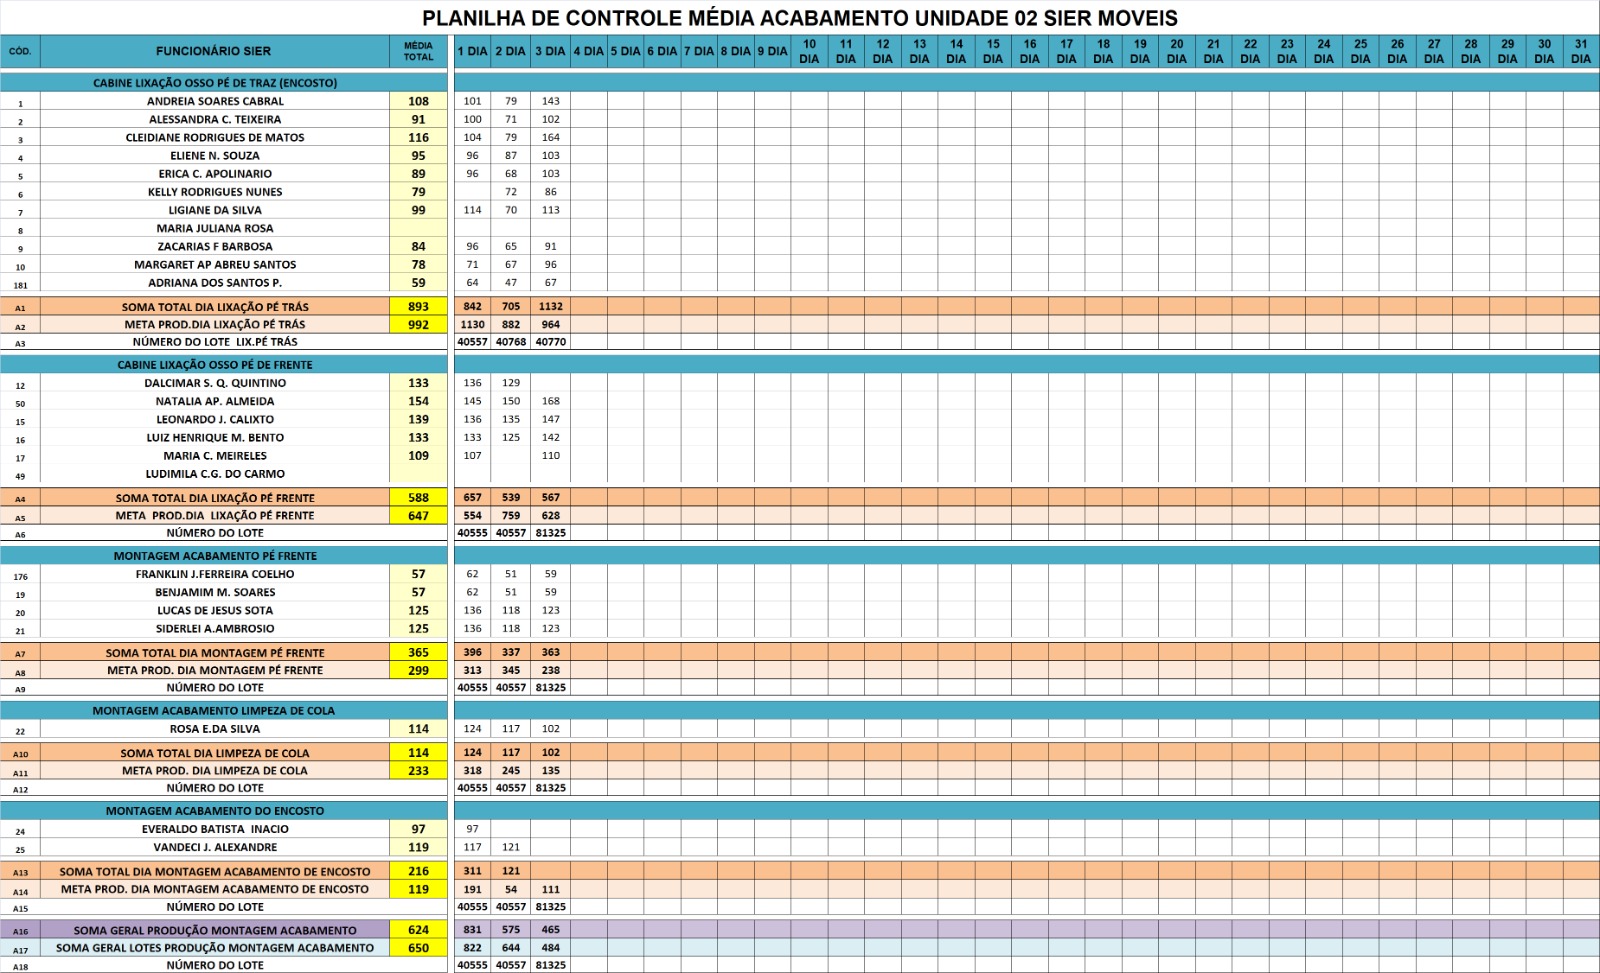 PLANILHA DE CONTROLE MÉDIA ACABAMENTO UNIDADE 02 SIER MOVEIS
CÓD. FUNCIONÁRIO SIER MÉDIA TOTAL 1 DIA 2 DIA 3 DIA 4 DIA 5 DIA 6 DIA 7 DIA 8 DIA 9 DIA 10 DIA 11 DIA 12 DIA 13 DIA 14 DIA 15 DIA 16 DIA 17 DIA 18 DIA 19 DIA 20 DIA 21 DIA 22 DIA 23 DIA 24 DIA 25 DIA 26 DIA 27 DIA 28 DIA 29 DIA 30 DIA 31 DIA
CABINE LIXAÇÃO OSSO PÉ DE TRAZ (ENCOSTO)
1 ANDREIA SOARES CABRAL 108 101 79 143
2 ALESSANDRA C. TEIXEIRA 91 100 71 102
3 CLEIDIANE RODRIGUES DE MATOS 116 104 79 164
4 ELIENE N. SOUZA 95 96 87 103
5 ERICA C. APOLINARIO 89 96 68 103
6 KELLY RODRIGUES NUNES 79 72 86
7 LIGIANE DA SILVA 99 114 70 113
8 MARIA JULIANA ROSA
9 ZACARIAS F BARBOSA 84 96 65 91
10 MARGARET AP ABREU SANTOS 78 71 67 96
181 ADRIANA DOS SANTOS P. 59 64 47 67
A1 SOMA TOTAL DIA LIXAÇÃO PÉ TRÁS 893 842 705 1132
A2 META PROD.DIA LIXAÇÃO PÉ TRÁS 992 1130 882 964
A3 NÚMERO DO LOTE LIX.PÉ TRÁS 40557 40768 40770
CABINE LIXAÇÃO OSSO PÉ DE FRENTE
12 DALCIMAR S. Q. QUINTINO 133 136 129
50 NATALIA AP. ALMEIDA 154 145 150 168
15 LEONARDO J. CALIXTO 139 136 135 147
16 LUIZ HENRIQUE M. BENTO 133 133 125 142
17 MARIA C. MEIRELES 109 107 110
49 LUDIMILA C.G. DO CARMO
A4 SOMA TOTAL DIA LIXAÇÃO PÉ FRENTE 588 657 539 567
A5 META PROD.DIA LIXAÇÃO PÉ FRENTE 647 554 759 628
A6 NÚMERO DO LOTE 40555 40557 81325
MONTAGEM ACABAMENTO PÉ FRENTE
176 FRANKLIN J.FERREIRA COELHO 57 62 51 59
19 BENJAMIM M. SOARES 57 62 51 59
20 LUCAS DE JESUS SOTA 125 136 118 123
21 SIDERLEI A.AMBROSIO 125 136 118 123
A7 SOMA TOTAL DIA MONTAGEM PÉ FRENTE 365 396 337 363
A8 META PROD. DIA MONTAGEM PÉ FRENTE 299 313 345 238
A9 NÚMERO DO LOTE 40555 40557 81325
MONTAGEM ACABAMENTO LIMPEZA DE COLA
22 ROSA E.DA SILVA 114 124 117 102
A10 SOMA TOTAL DIA LIMPEZA DE COLA 114 124 117 102
A11 META PROD. DIA LIMPEZA DE COLA 233 318 245 135
A12 NÚMERO DO LOTE 40555 40557 81325
MONTAGEM ACABAMENTO DO ENCOSTO
24 EVERALDO BATISTA INACIO 97 97
25 VANDECI J. ALEXANDRE 119 117 121
A13 SOMA TOTAL DIA MONTAGEM ACABAMENTO DE ENCOSTO 216 311 121
A14 META PROD. DIA MONTAGEM ACABAMENTO DE ENCOSTO 119 191 54 111
A15 NÚMERO DO LOTE 40555 40557 81325
A16 SOMA GERAL PRODUÇÃO MONTAGEM ACABAMENTO 624 831 575 465
A17 SOMA GERAL LOTES PRODUÇÃO MONTAGEM ACABAMENTO 650 822 644 484
A18 NÚMERO DO LOTE 40555 40557 81325